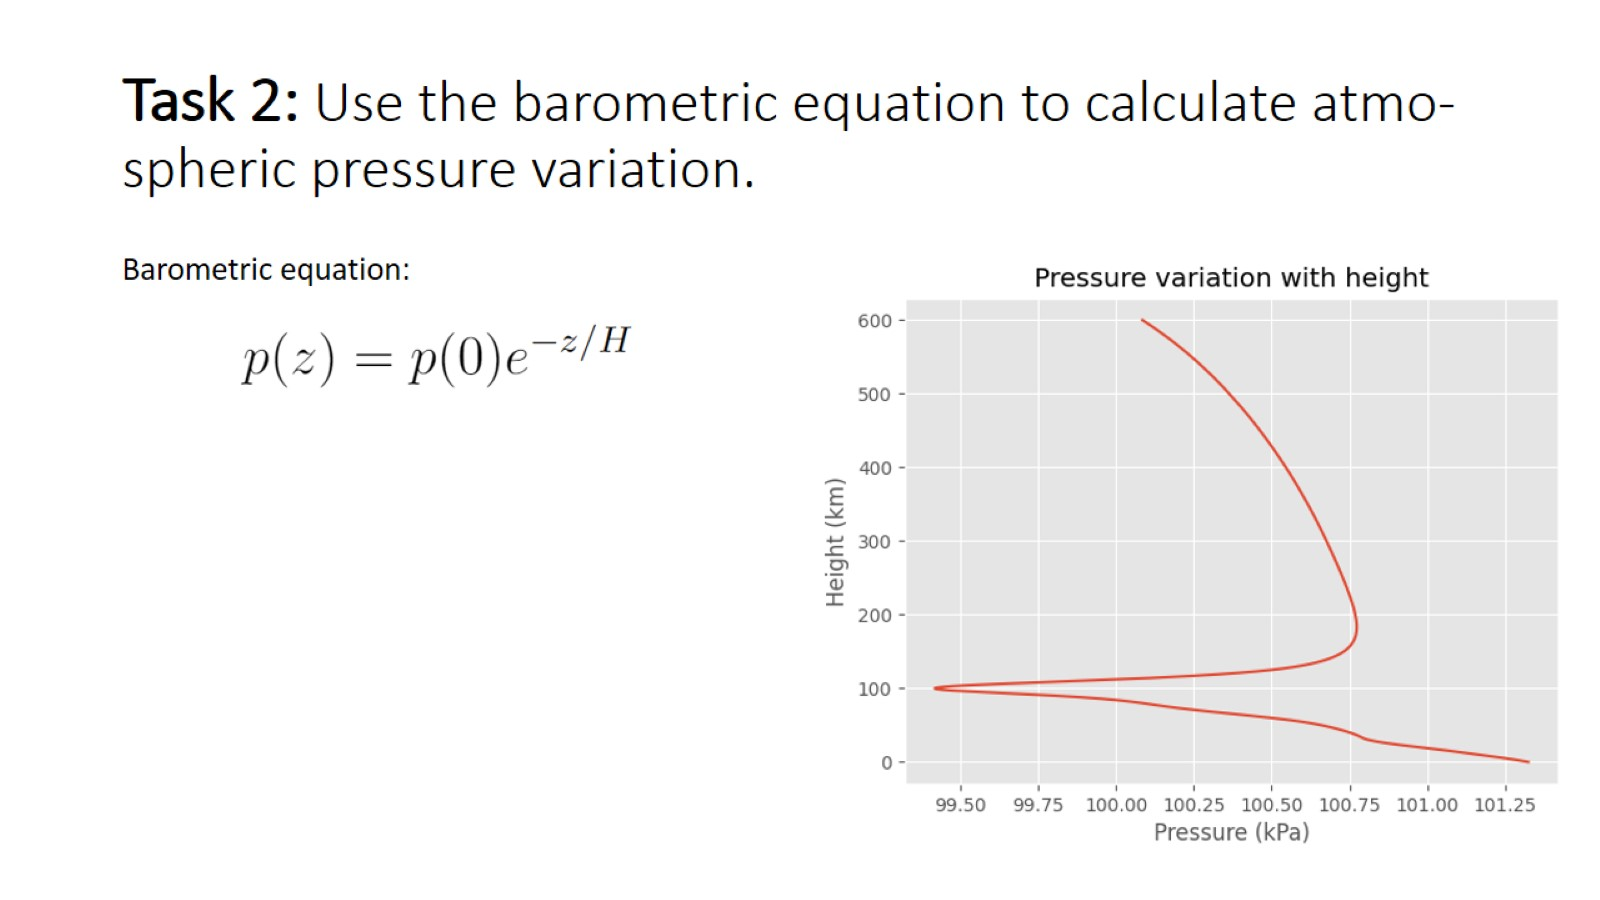 Task 2: Use the barometric equation to calculate atmo-
spheric pressure variation.
Barometric equation:
p(z) = p(0)e^{-z/H}
Pressure variation with height
600
500
400
300
200
100
0
Height (km)
99.50 99.75 100.00 100.25 100.50 100.75 101.00 101.25
Pressure (kPa)